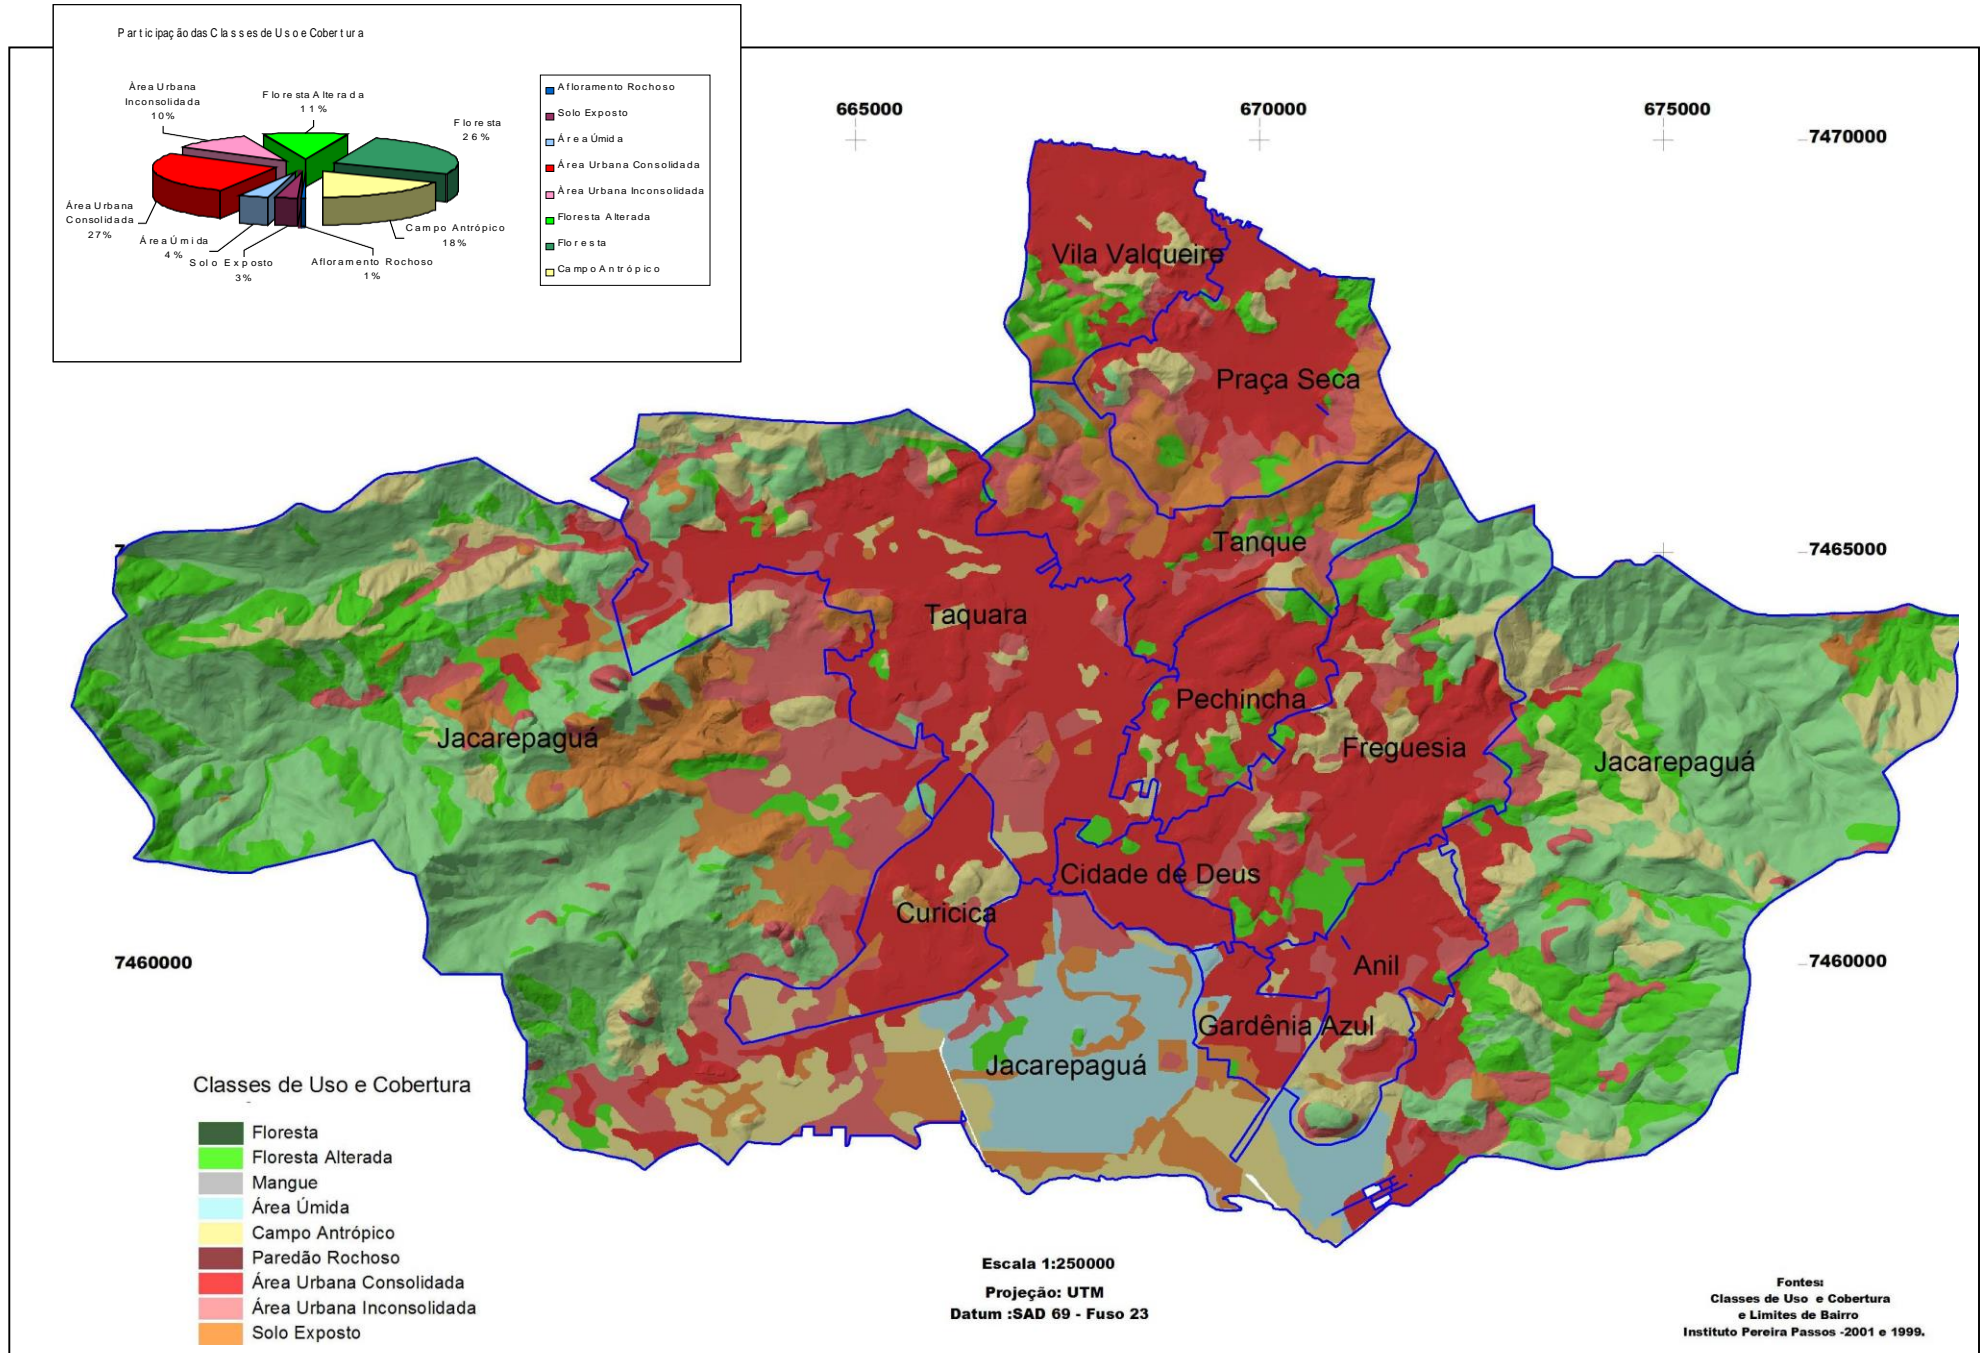 Participação das Classes de Uso e Cobertura
Área Urbana
Inconsolidada
10%
Floresta Alterada
11%
Floresta
26%
Área Urbana
Consolidada
27%
Área Úmida
4%
Solo Exposto
3%
Afloramento Rochoso
1%
Campo Antrópico
18%
Afloramento Rochoso
Solo Exposto
Área Úmida
Área Urbana Consolidada
Área Urbana Inconsolidada
Floresta Alterada
Floresta
Campo Antrópico
665000
670000
675000
7470000
7465000
7460000
7460000
Vila Valqueire
Praça Seca
Tanque
Taquara
Pechincha
Freguesia
Jacarepaguá
Jacarepaguá
Cidade de Deus
Curicica
Anil
Gardênia Azul
Jacarepaguá
Classes de Uso e Cobertura
Floresta
Floresta Alterada
Mangue
Área Úmida
Campo Antrópico
Paredão Rochoso
Área Urbana Consolidada
Área Urbana Inconsolidada
Solo Exposto
Escala 1:250000
Projeção: UTM
Datum :SAD 69 - Fuso 23
Fontes:
Classes de Uso e Cobertura
e Limites de Bairro
Instituto Pereira Passos -2001 e 1999.